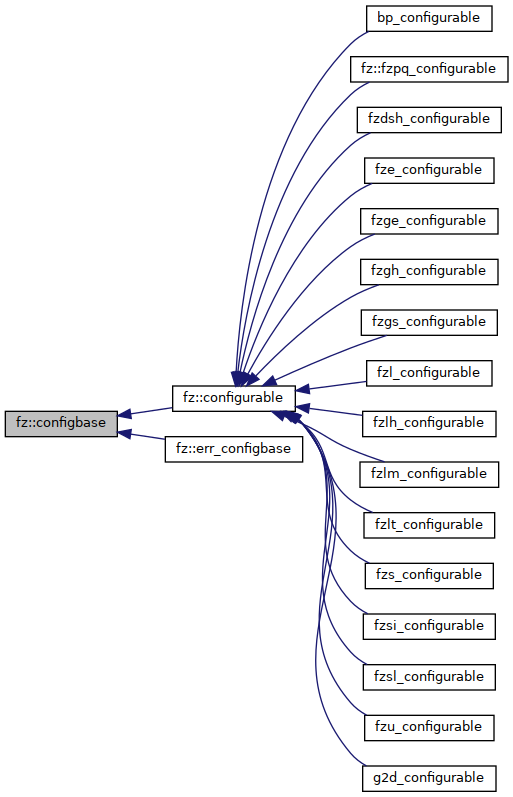 bp_configurable
fz::fzpq_configurable
fzdsh_configurable
fze_configurable
fzge_configurable
fzgh_configurable
fzgs_configurable
fzl_configurable
fz::configurable
fzlh_configurable
fz::configbase
fz::err_configbase
fzlm_configurable
fzlt_configurable
fzs_configurable
fzsi_configurable
fzsl_configurable
fzu_configurable
g2d_configurable